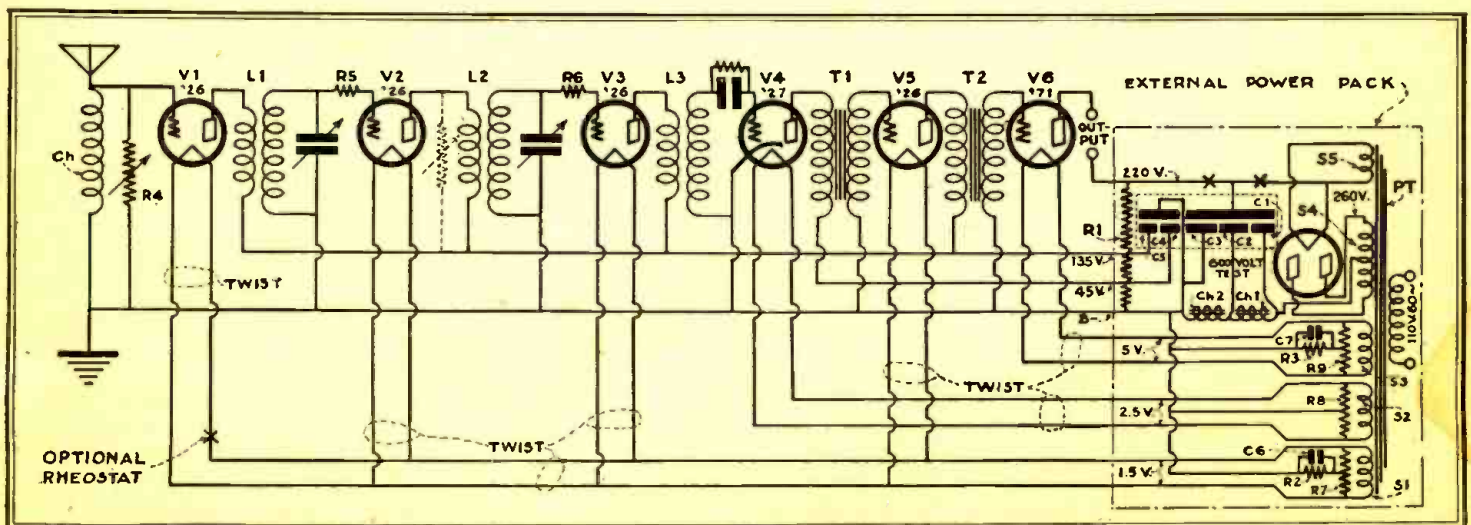 V1
'26
L1
R5
V2
'26
L2
R6
V3
'26
L3
V4
'27
T1
V5
'26
T2
V6
'71
EXTERNAL POWER PACK
OUT-
PUT
Ch
R4
TWIST
220 V.
S5
PT
260V.
S4
C1
R1
C4
C3
C2
C5
600 VOLT
TEST
135V.
45V.
Ch2
Ch1
110V.60~
B-
C7
5 V.
R3
R9
S3
TWIST
R8
S2
2.5 V.
OPTIONAL
RHEOSTAT
TWIST
C6
1.5 V.
R2
R7
S1